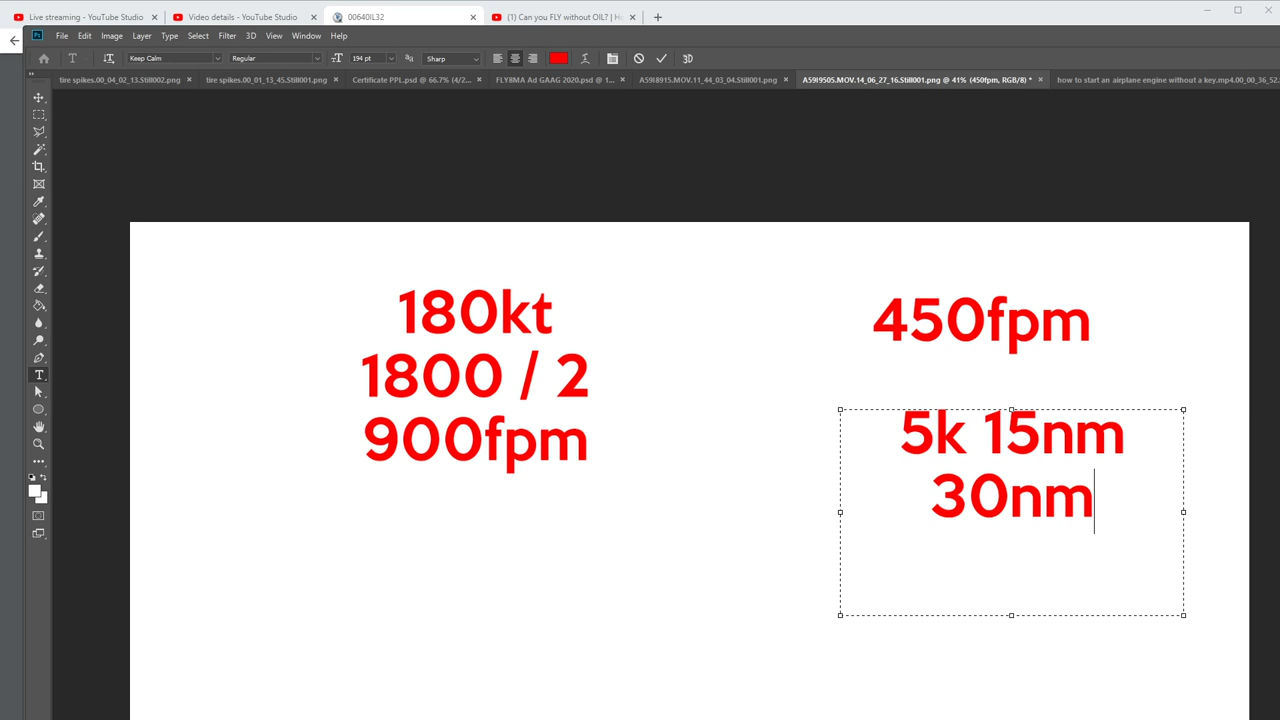 Live streaming - YouTube Studio
Video details - YouTube Studio
00640IL32
(1) Can you FLY without OIL? | H
File Edit Image Layer Type Select Filter 3D View Window Help
Keep Calm Regular 194 pt Sharp 3D
tire spikes.00_04_02_13.Still002.png
tire spikes.00_01_13_45.Still001.png
Certificate PPL.psd @ 66.7% (4/2...
FLY8MA Ad GAAG 2020.psd @ 1...
A59I8915.MOV.11_44_03_04.Still001.png
A59I9505.MOV.14_06_27_16.Still001.png @ 41% (450fpm, RGB/8) *
how to start an airplane engine without a key.mp4.00_00_36_52.
180kt
1800 / 2
900fpm
450fpm
5k 15nm
30nm